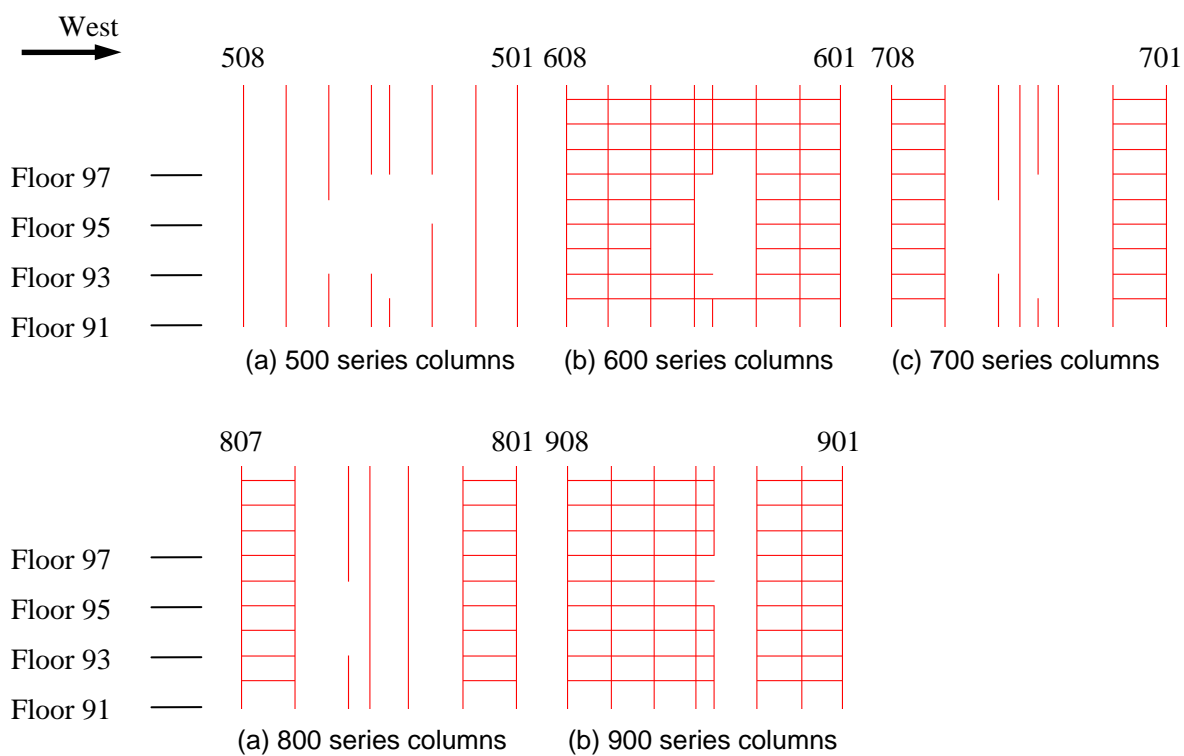 West
508 501 608 601 708 701
Floor 97
Floor 95
Floor 93
Floor 91
(a) 500 series columns (b) 600 series columns (c) 700 series columns
807 801 908 901
Floor 97
Floor 95
Floor 93
Floor 91
(a) 800 series columns (b) 900 series columns